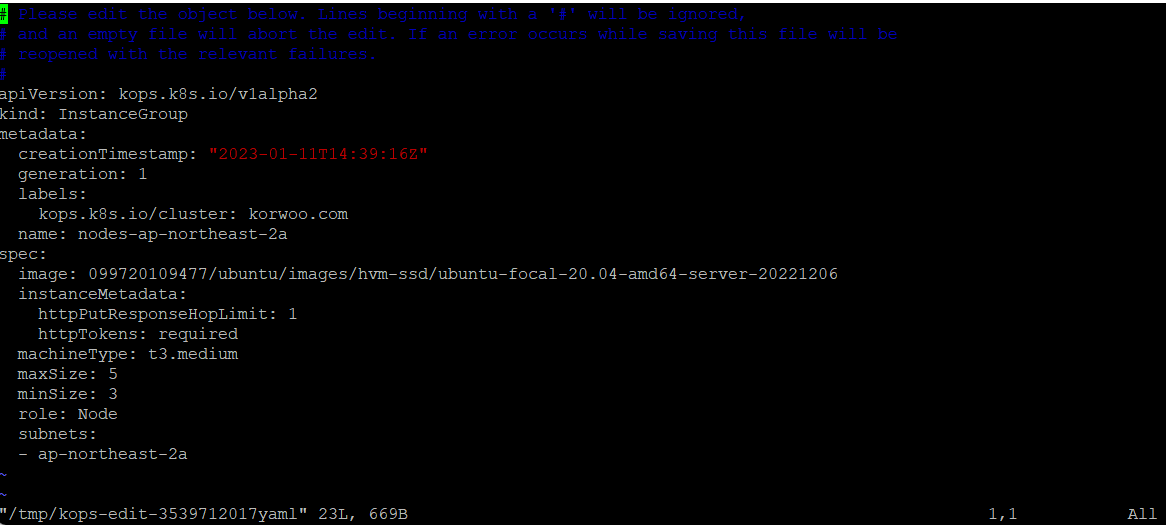 # Please edit the object below. Lines beginning with a '#' will be ignored,
# and an empty file will abort the edit. If an error occurs while saving this file will be
# reopened with the relevant failures.
#
apiVersion: kops.k8s.io/v1alpha2
kind: InstanceGroup
metadata:
  creationTimestamp: "2023-01-11T14:39:16Z"
  generation: 1
  labels:
    kops.k8s.io/cluster: korwoo.com
  name: nodes-ap-northeast-2a
spec:
  image: 099720109477/ubuntu/images/hvm-ssd/ubuntu-focal-20.04-amd64-server-20221206
  instanceMetadata:
    httpPutResponseHopLimit: 1
    httpTokens: required
  machineType: t3.medium
  maxSize: 5
  minSize: 3
  role: Node
  subnets:
  - ap-northeast-2a
~
~
"/tmp/kops-edit-3539712017yaml" 23L, 669B 1,1 All